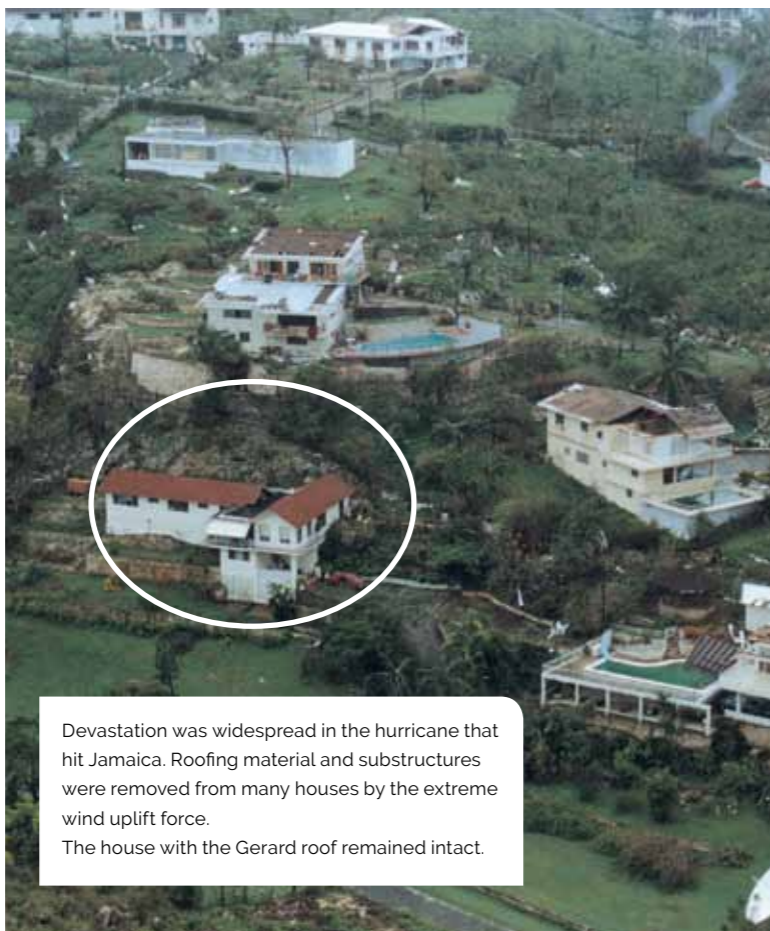 Devastation was widespread in the hurricane that
hit Jamaica. Roofing material and substructures
were removed from many houses by the extreme
wind uplift force.
The house with the Gerard roof remained intact.